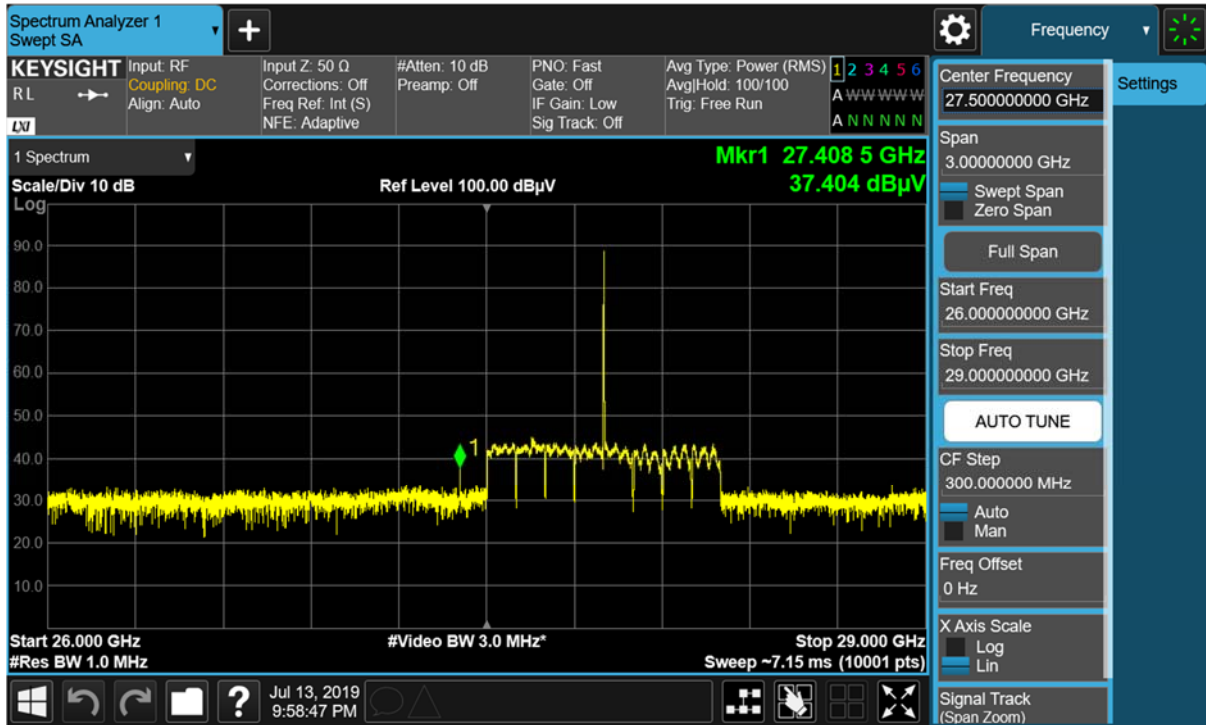 Spectrum Analyzer 1
Swept SA
Frequency
KEYSIGHT
R L
LXI
Input: RF
Coupling: DC
Align: Auto
Input Z: 50 Ω
Corrections: Off
Freq Ref: Int (S)
NFE: Adaptive
#Atten: 10 dB
Preamp: Off
PNO: Fast
Gate: Off
IF Gain: Low
Sig Track: Off
Avg Type: Power (RMS)
Avg|Hold: 100/100
Trig: Free Run
1 2 3 4 5 6
A W W W W W
A N N N N N
1 Spectrum
Mkr1 27.408 5 GHz
Scale/Div 10 dB
Ref Level 100.00 dBµV
37.404 dBµV
Log
90.0
80.0
70.0
60.0
50.0
40.0
30.0
20.0
10.0
1
Start 26.000 GHz
#Video BW 3.0 MHz*
Stop 29.000 GHz
#Res BW 1.0 MHz
Sweep ~7.15 ms (10001 pts)
?
Jul 13, 2019
9:58:47 PM
Center Frequency
27.500000000 GHz
Settings
Span
3.00000000 GHz
Swept Span
Zero Span
Full Span
Start Freq
26.000000000 GHz
Stop Freq
29.000000000 GHz
AUTO TUNE
CF Step
300.000000 MHz
Auto
Man
Freq Offset
0 Hz
X Axis Scale
Log
Lin
Signal Track
(Span Zoom)